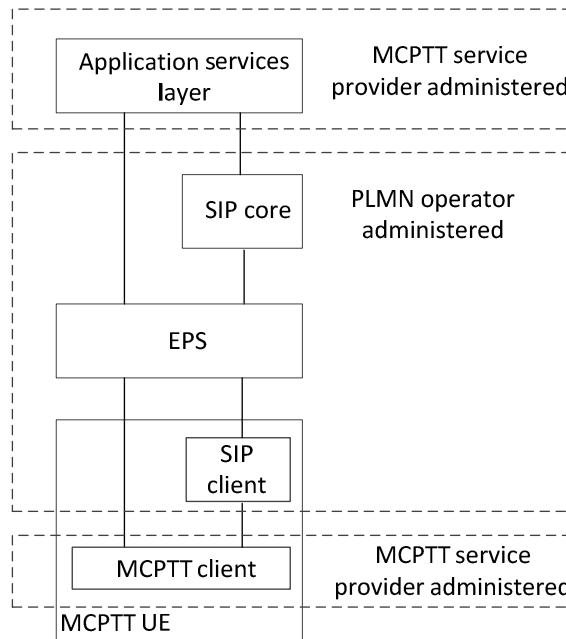 Application services
layer
MCPTT service
provider administered
SIP core
PLMN operator
administered
EPS
SIP
client
MCPTT client
MCPTT service
provider administered
MCPTT UE